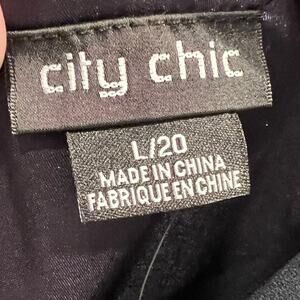 city chic
L/20
MADE IN CHINA
FABRIQUE EN CHINE